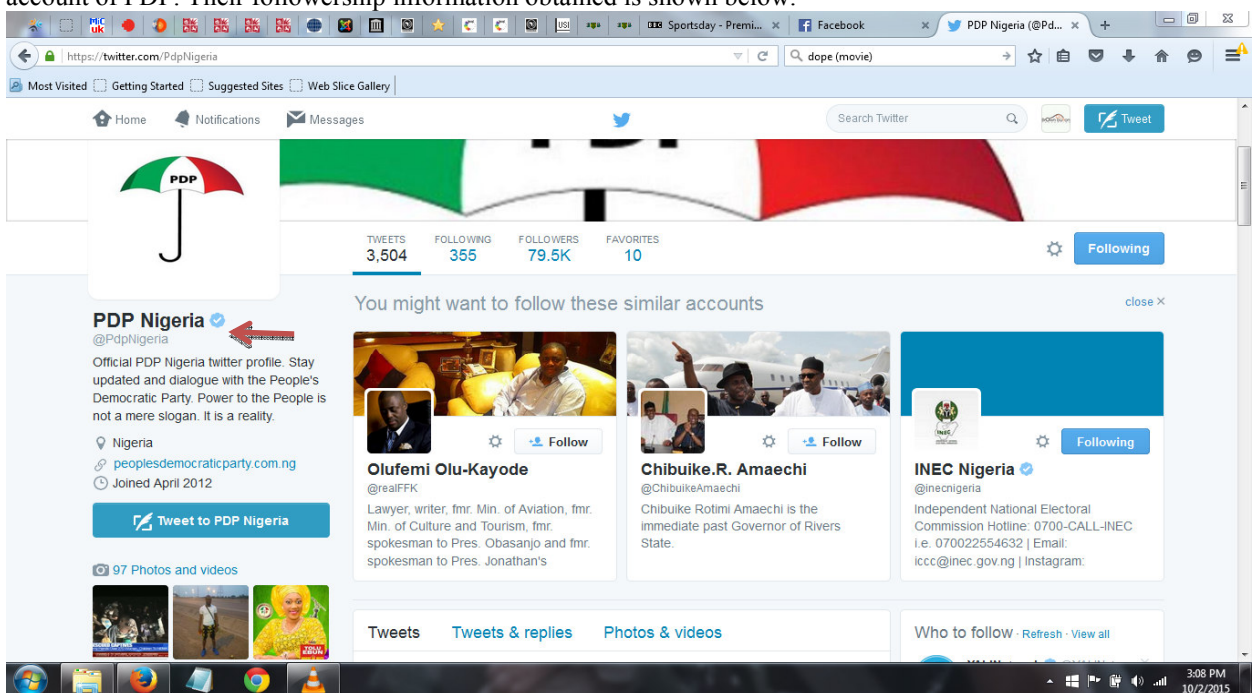 account of PDP. Their followership information obtained is shown below:
MiC uk
USI
Sportsday - Premi... ×
Facebook ×
PDP Nigeria (@Pd... ×
+
https://twitter.com/PdpNigeria
dope (movie)
Most Visited Getting Started Suggested Sites Web Slice Gallery
Home Notifications Messages
Search Twitter
Tweet
PDP
PDP
TWEETS FOLLOWING FOLLOWERS FAVORITES
3,504 355 79.5K 10
Following
You might want to follow these similar accounts
close ×
PDP Nigeria
@PdpNigeria
Official PDP Nigeria twitter profile. Stay
updated and dialogue with the People's
Democratic Party. Power to the People is
not a mere slogan. It is a reality.
Nigeria
peoplesdemocraticparty.com.ng
Joined April 2012
Tweet to PDP Nigeria
97 Photos and videos
TOLU
EBUN
Follow
Olufemi Olu-Kayode
@realFFK
Lawyer, writer, fmr. Min. of Aviation, fmr.
Min. of Culture and Tourism, fmr.
spokesman to Pres. Obasanjo and fmr.
spokesman to Pres. Jonathan's
Follow
Chibuike.R. Amaechi
@ChibuikeAmaechi
Chibuike Rotimi Amaechi is the
immediate past Governor of Rivers
State.
INEC
Following
INEC Nigeria
@inecnigeria
Independent National Electoral
Commission Hotline: 0700-CALL-INEC
i.e. 070022554632 | Email:
iccc@inec.gov.ng | Instagram:
Tweets Tweets & replies Photos & videos
Who to follow · Refresh · View all
3:08 PM
10/2/2015